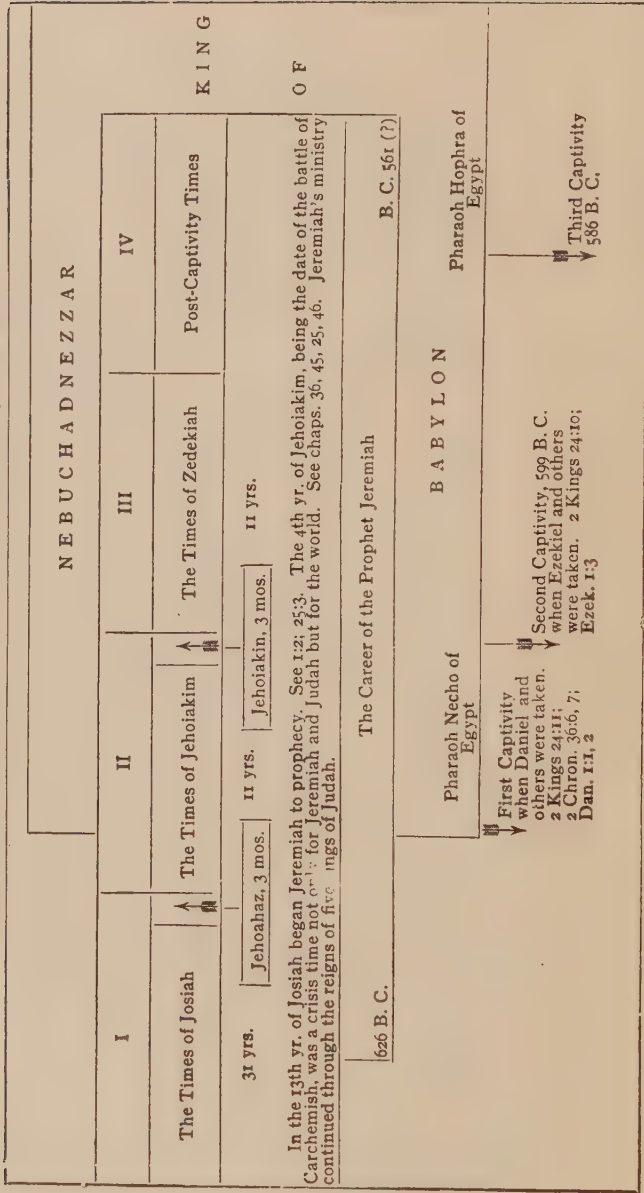 NEBUCHADNEZZAR
KING
OF
BABYLON
I
II
III
IV
The Times of Josiah
The Times of Jehoiakim
The Times of Zedekiah
Post-Captivity Times
31 yrs.
Jehoahaz, 3 mos.
11 yrs.
Jehoiakin, 3 mos.
11 yrs.
In the 13th yr. of Josiah began Jeremiah to prophecy. See 1:2; 25:3. The 4th yr. of Jehoiakim, being the date of the battle of
Carchemish, was a crisis time not only for Jeremiah and Judah but for the world. See chaps. 36, 45, 25, 46. Jeremiah's ministry
continued through the reigns of five ings of Judah.
626 B. C.
The Career of the Prophet Jeremiah
B. C. 561 (?)
Pharaoh Necho of
Egypt
Pharaoh Hophra of
Egypt
First Captivity
when Daniel and
others were taken.
2 Kings 24:11;
2 Chron. 36:6, 7;
Dan. 1:1, 2
Second Captivity, 599 B. C.
when Ezekiel and others
were taken. 2 Kings 24:10;
Ezek. 1:3
Third Captivity
586 B. C.